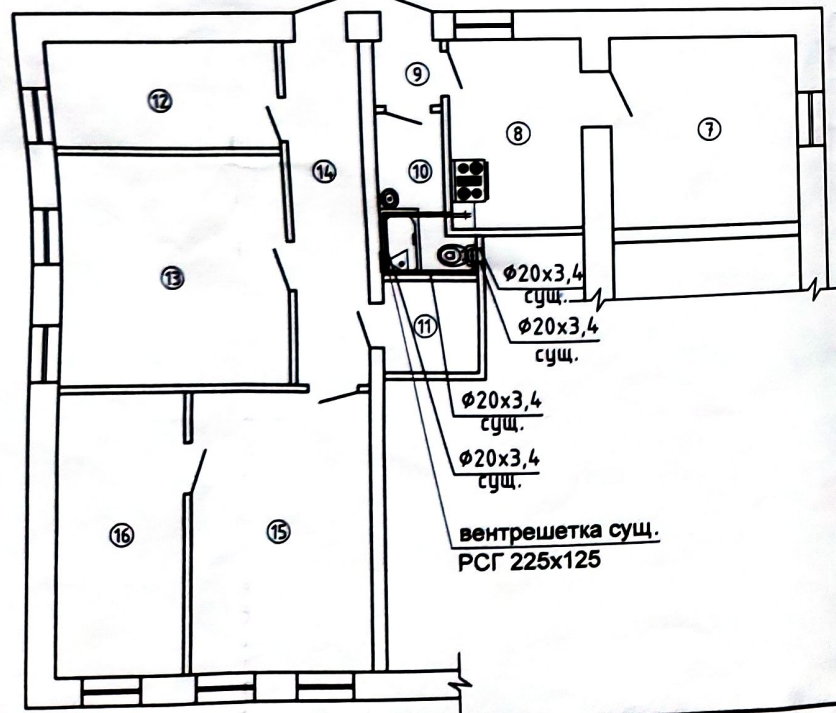 9
12
8
7
14
10
13
Ø20x3,4
сущ.
11
Ø20x3,4
сущ.
Ø20x3,4
сущ.
Ø20x3,4
сущ.
16
15
вентрешетка сущ.
РСГ 225x125